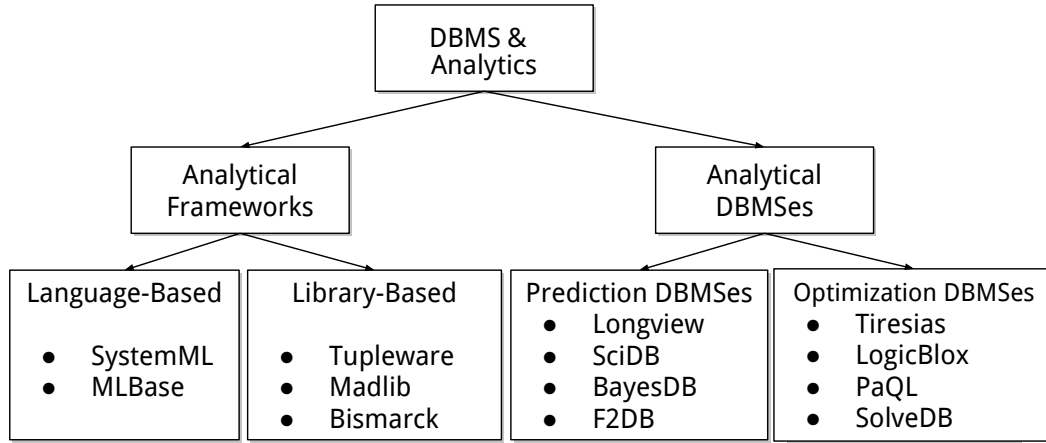 DBMS &
Analytics
Analytical
Frameworks
Analytical
DBMSes
Language-Based
● SystemML
● MLBase
Library-Based
● Tupleware
● Madlib
● Bismarck
Prediction DBMSes
● Longview
● SciDB
● BayesDB
● F2DB
Optimization DBMSes
● Tiresias
● LogicBlox
● PaQL
● SolveDB